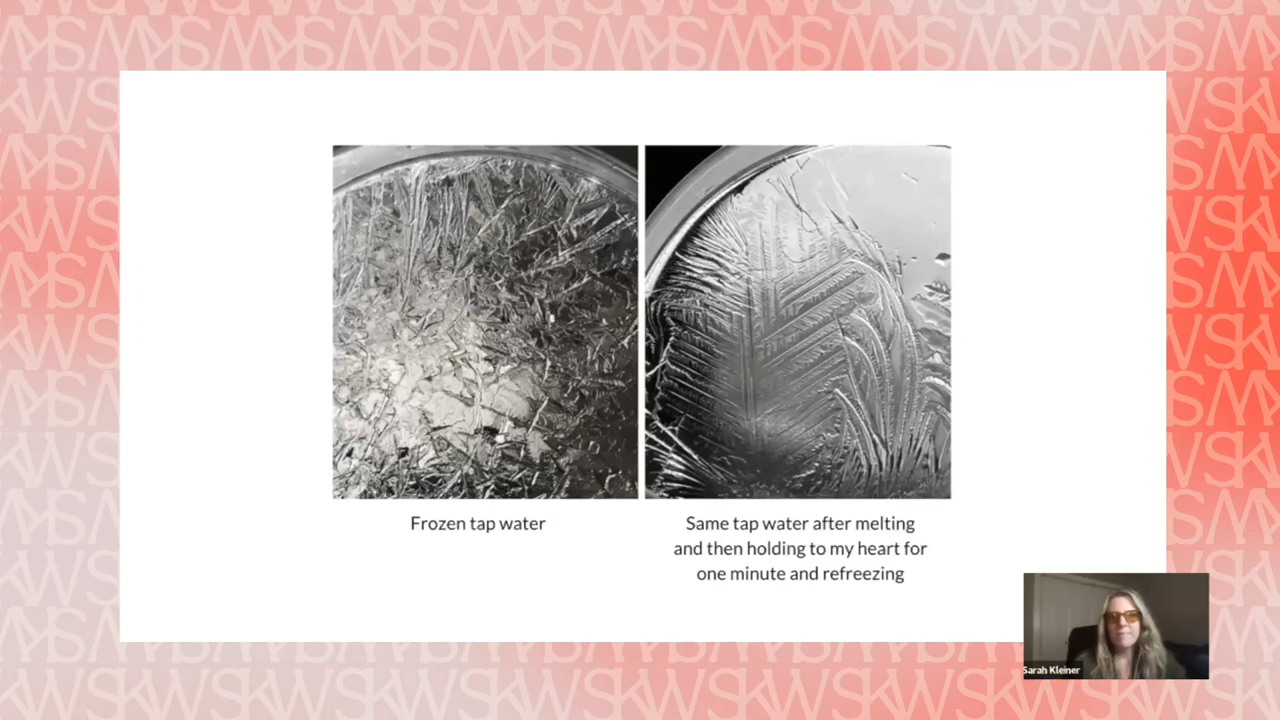 Frozen tap water
Same tap water after melting
and then holding to my heart for
one minute and refreezing
Sarah Kleiner